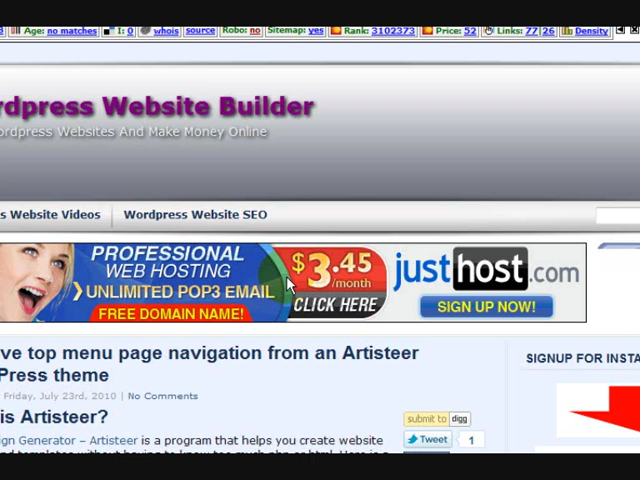 Age: no matches I: 0 whois source Robo: no Sitemap: yes Rank: 3102373 Price: 52 Links: 77 26 Density
rdpress Website Builder
ordpress Websites And Make Money Online
s Website Videos Wordpress Website SEO
PROFESSIONAL
WEB HOSTING
UNLIMITED POP3 EMAIL
FREE DOMAIN NAME!
$3.45
/month
CLICK HERE
justhost.com
SIGN UP NOW!
ve top menu page navigation from an Artisteer
Press theme
Friday, July 23rd, 2010 | No Comments
is Artisteer?
submit to digg
Tweet 1
ign Generator – Artisteer is a program that helps you create website
SIGNUP FOR INSTA